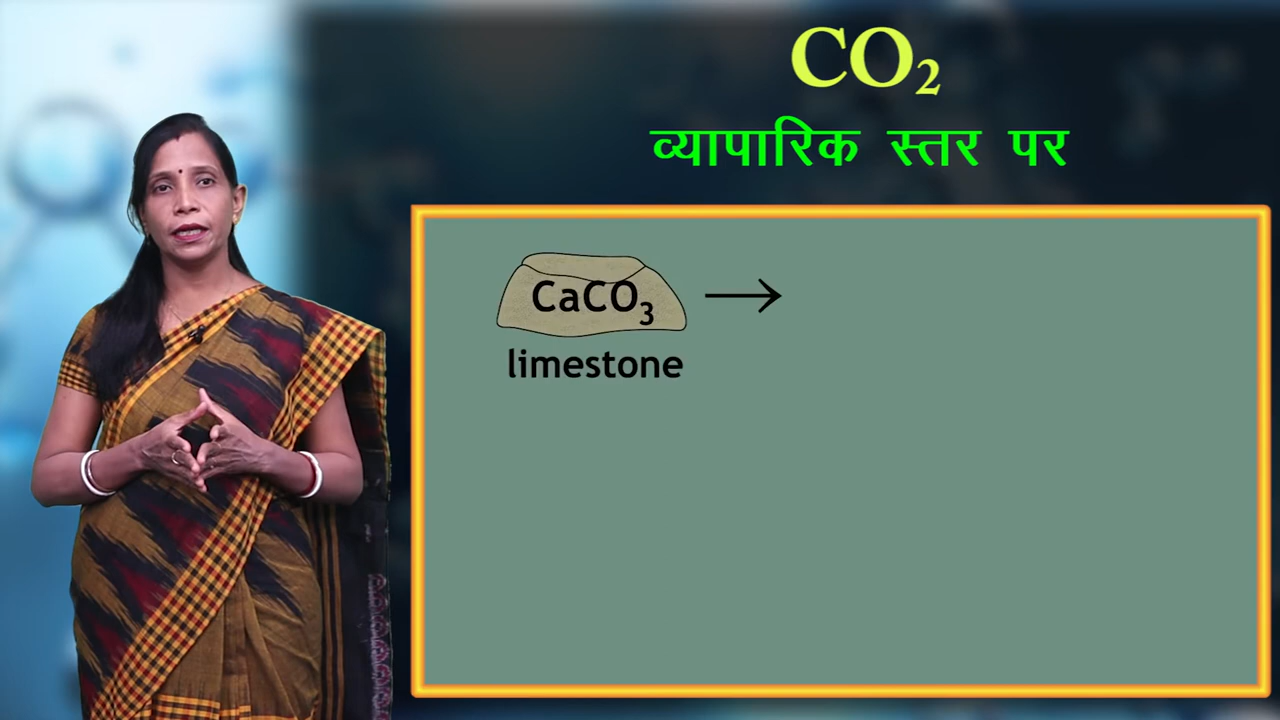 CO₂
व्यापारिक स्तर पर
CaCO₃ →
limestone